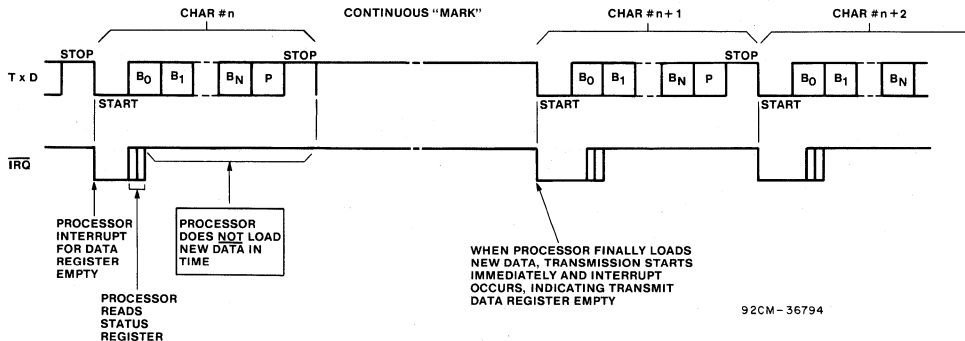 CHAR #n
CONTINUOUS “MARK”
CHAR #n+1
CHAR #n+2
STOP
STOP
STOP
T x D
B0
B1
BN
P
B0
B1
BN
P
B0
B1
BN
START
START
START
IRQ
PROCESSOR
INTERRUPT
FOR DATA
REGISTER
EMPTY
PROCESSOR
DOES NOT LOAD
NEW DATA IN
TIME
PROCESSOR
READS
STATUS
REGISTER
WHEN PROCESSOR FINALLY LOADS
NEW DATA, TRANSMISSION STARTS
IMMEDIATELY AND INTERRUPT
OCCURS, INDICATING TRANSMIT
DATA REGISTER EMPTY
92CM-36794